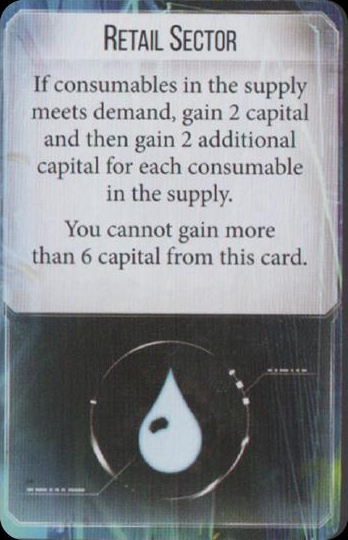 RETAIL SECTOR
If consumables in the supply
meets demand, gain 2 capital
and then gain 2 additional
capital for each consumable
in the supply.
You cannot gain more
than 6 capital from this card.